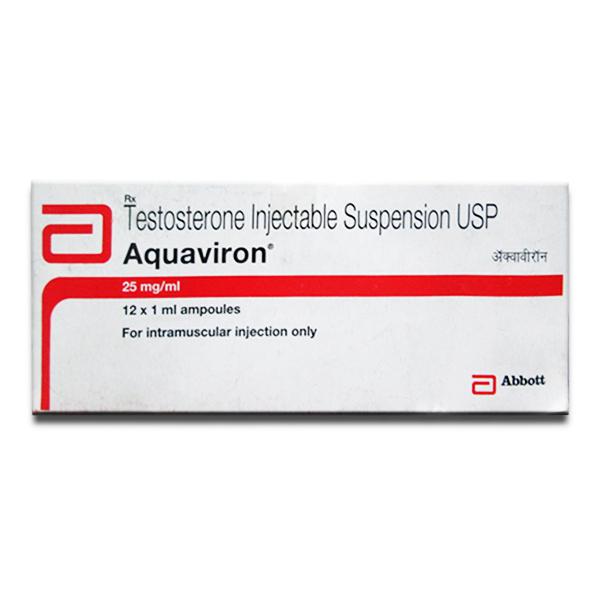 Rx
Testosterone Injectable Suspension USP
Aquaviron®
ॲक्वावीरॉन
25 mg/ml
12 x 1 ml ampoules
For intramuscular injection only
Abbott